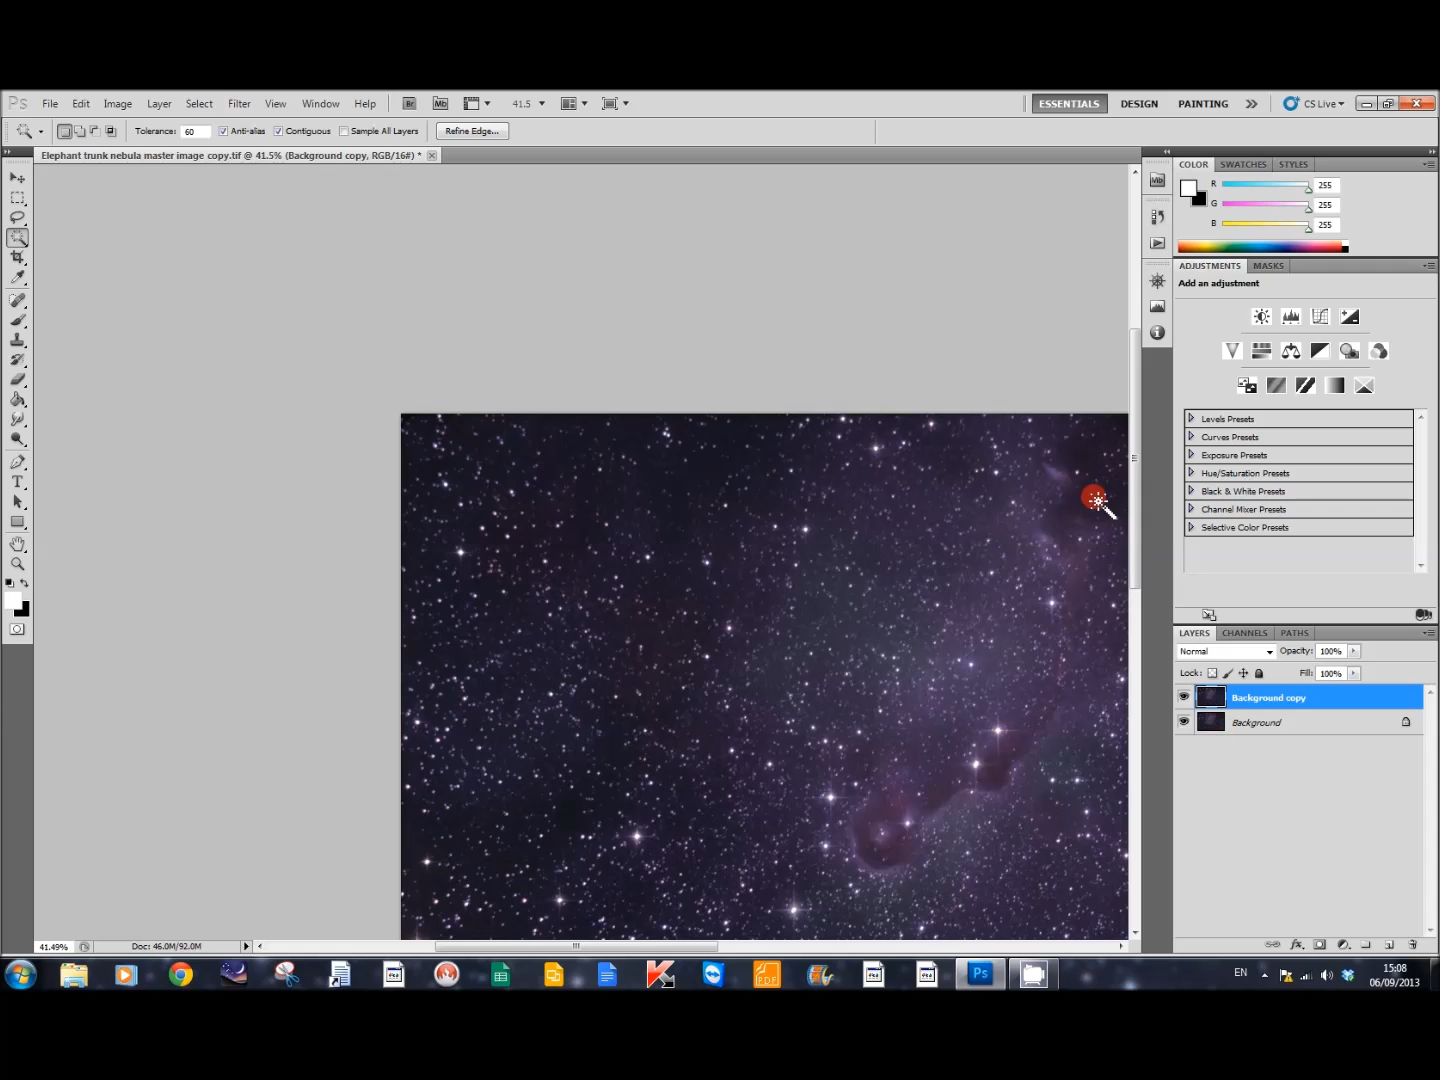 Ps File Edit Image Layer Select Filter View Window Help Br Mb 41.5 ESSENTIALS DESIGN PAINTING CS Live
Tolerance: 60 Anti-alias Contiguous Sample All Layers Refine Edge...
Elephant trunk nebula master image copy.tif @ 41.5% (Background copy, RGB/16#) *
COLOR SWATCHES STYLES
Mb
R 255
G 255
B 255
ADJUSTMENTS MASKS
Add an adjustment
Levels Presets
Curves Presets
Exposure Presets
Hue/Saturation Presets
Black & White Presets
Channel Mixer Presets
Selective Color Presets
T
LAYERS CHANNELS PATHS
Normal Opacity: 100%
Lock: Fill: 100%
Background copy
Background
fx
41.49% Doc: 46.0M/92.0M
Ps EN 15:08
06/09/2013